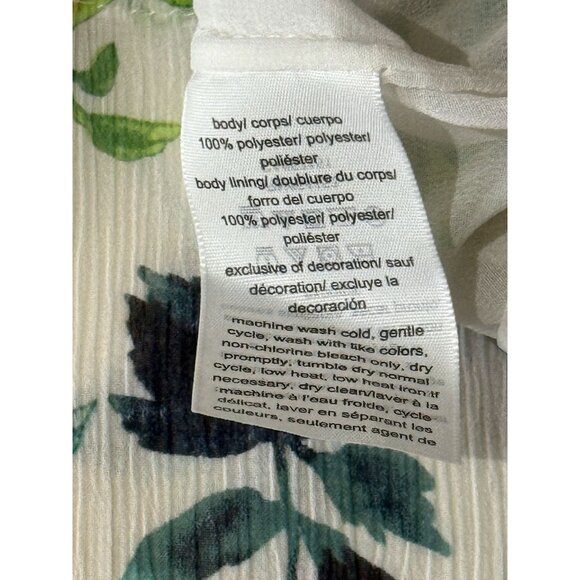 body/ corps/ cuerpo
100% polyester/ polyester/
poliéster
body lining/ doublure du corps/
forro del cuerpo
100% polyester/ polyester/
poliéster
exclusive of decoration/ sauf
décoration/ excluye la
decoración
machine wash cold, gentle
cycle, wash with like colors,
non-chlorine bleach only, dry
promptly, tumble dry normal
cycle, low heat, low heat iron if
necessary, dry clean/laver à la
machine à l'eau froide, cycle
délicat, laver en séparant les
couleurs, seulement agent de